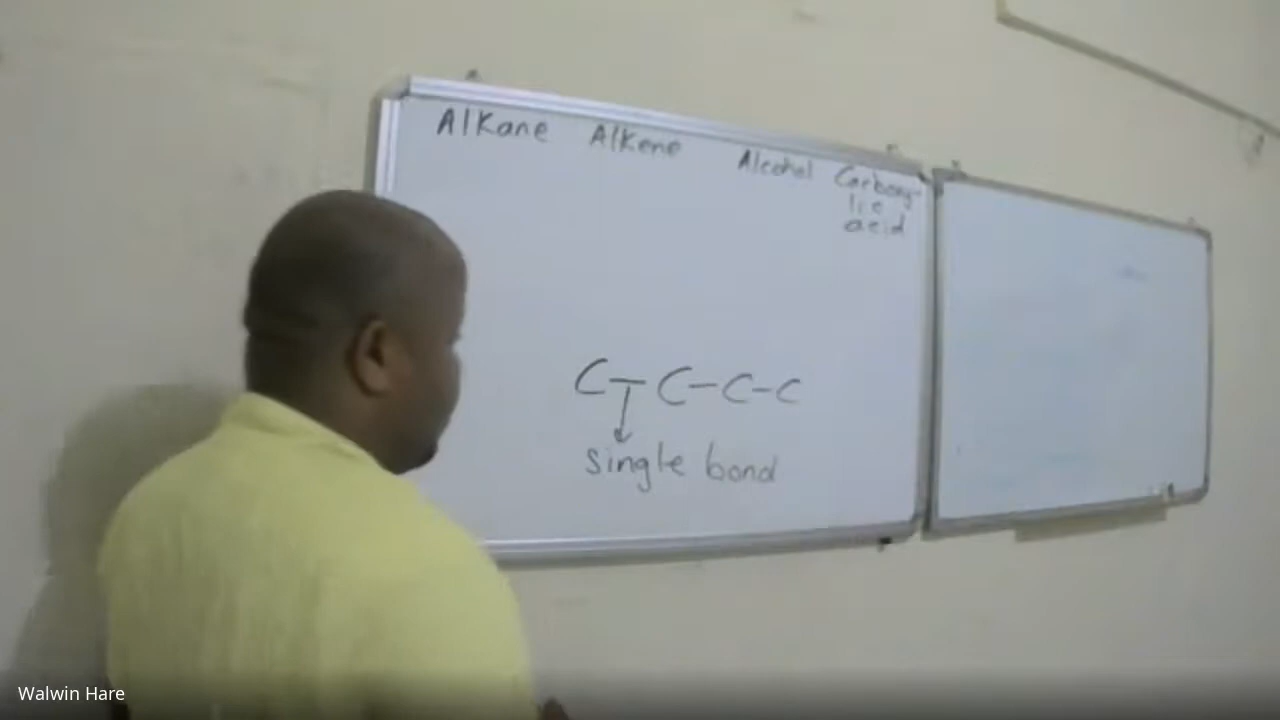 Alkane Alkene Alcohol Carboxy-
lic
acid
C-C-C-C
single bond
Walwin Hare